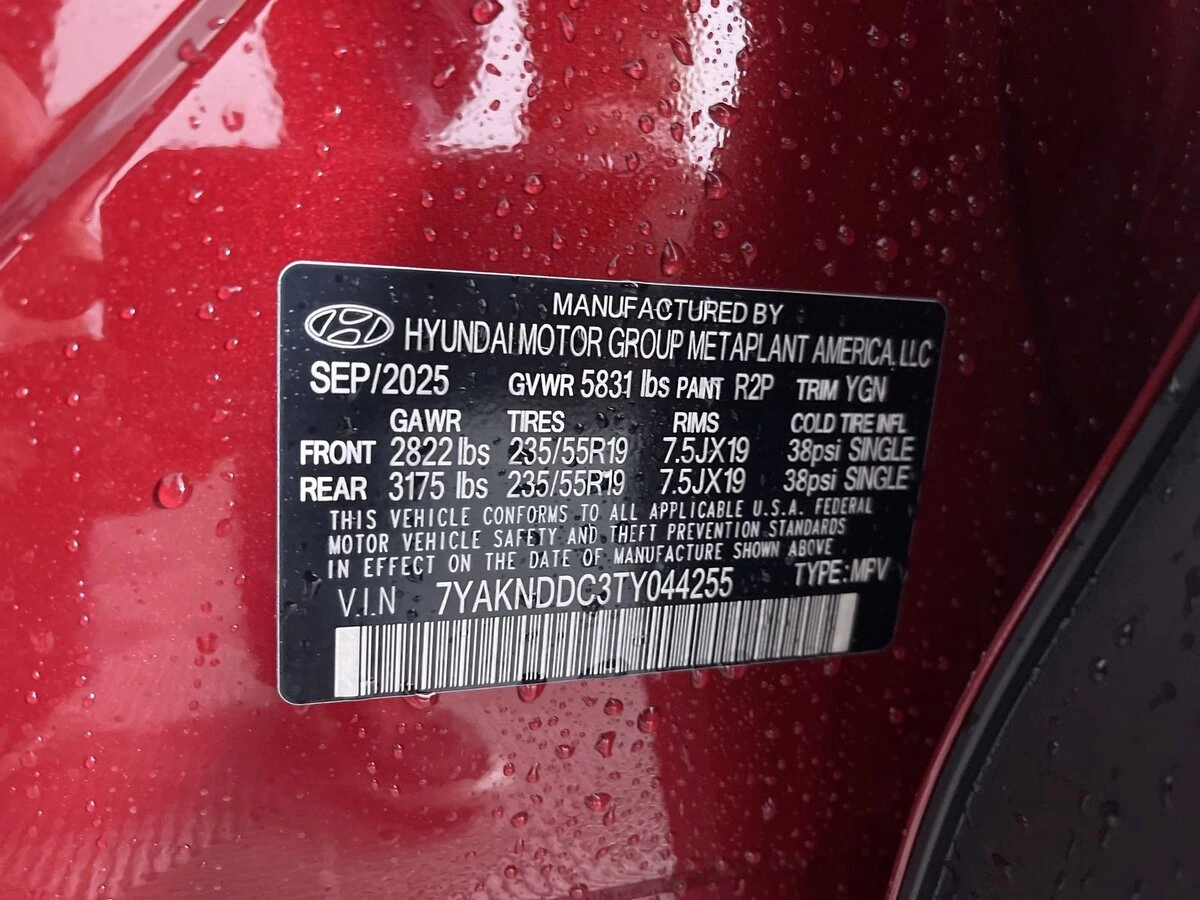 MANUFACTURED BY
HYUNDAI MOTOR GROUP METAPLANT AMERICA, LLC
SEP/2025 GVWR 5831 lbs PAINT R2P TRIM YGN
GAWR TIRES RIMS COLD TIRE INFL
FRONT 2822 lbs 235/55R19 7.5JX19 38psi SINGLE
REAR 3175 lbs 235/55R19 7.5JX19 38psi SINGLE
THIS VEHICLE CONFORMS TO ALL APPLICABLE U.S.A. FEDERAL
MOTOR VEHICLE SAFETY AND THEFT PREVENTION STANDARDS
IN EFFECT ON THE DATE OF MANUFACTURE SHOWN ABOVE
V.I.N 7YAKNDDC3TY044255 TYPE: MPV